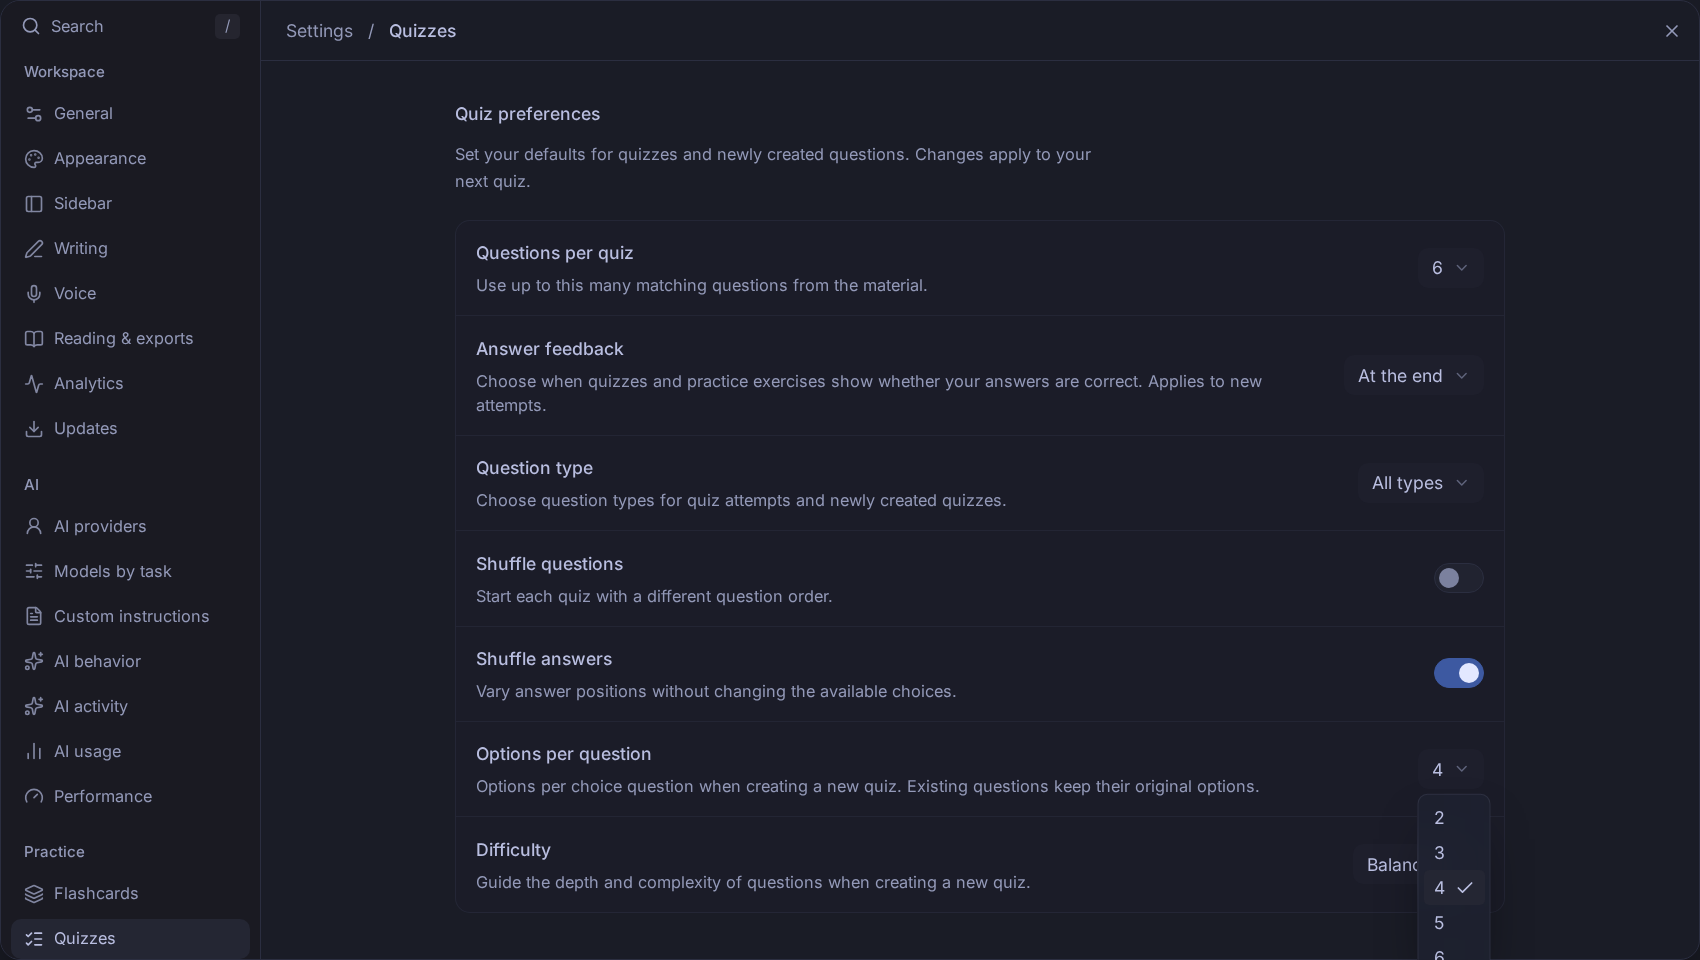 Search /
Workspace
General
Appearance
Sidebar
Writing
Voice
Reading & exports
Analytics
Updates
AI
AI providers
Models by task
Custom instructions
AI behavior
AI activity
AI usage
Performance
Practice
Flashcards
Quizzes
Settings / Quizzes
Quiz preferences
Set your defaults for quizzes and newly created questions. Changes apply to your
next quiz.
Questions per quiz
Use up to this many matching questions from the material.
6
Answer feedback
Choose when quizzes and practice exercises show whether your answers are correct. Applies to new
attempts.
At the end
Question type
Choose question types for quiz attempts and newly created quizzes.
All types
Shuffle questions
Start each quiz with a different question order.
Shuffle answers
Vary answer positions without changing the available choices.
Options per question
Options per choice question when creating a new quiz. Existing questions keep their original options.
4
2
3
4
5
6
Difficulty
Guide the depth and complexity of questions when creating a new quiz.